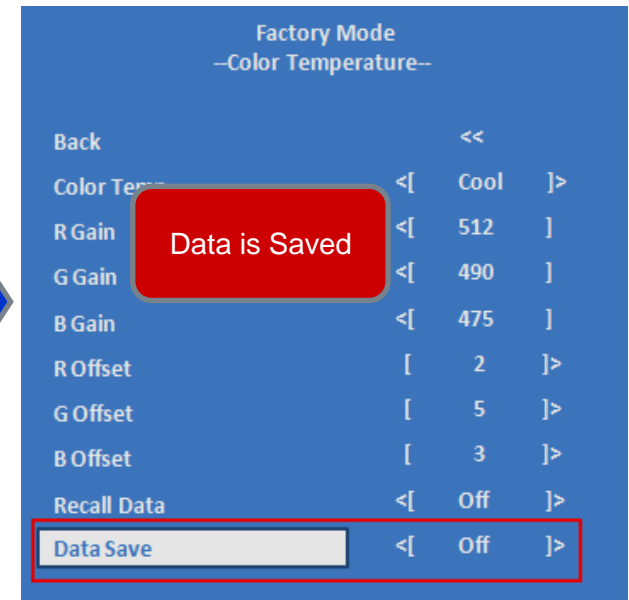 Factory Mode
--Color Temperature--
Back <<
Color <[ Cool ]>
R Gain <[ 512 ]
Data is Saved
G Gain <[ 490 ]
B Gain <[ 475 ]
R Offset [ 2 ]>
G Offset [ 5 ]>
B Offset [ 3 ]>
Recall Data <[ Off ]>
Data Save <[ Off ]>